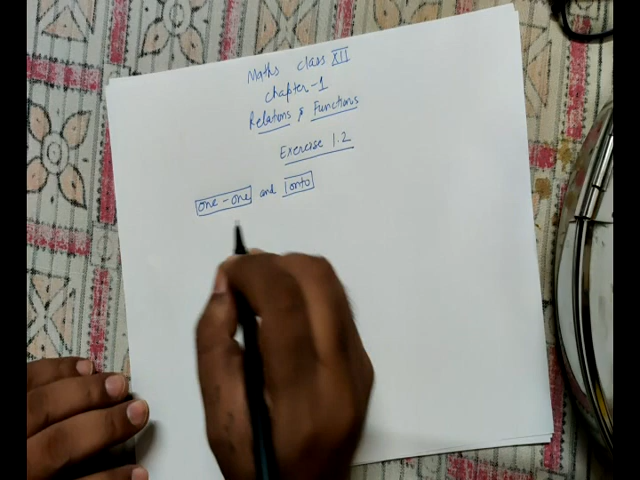 Maths class XII
chapter-1
Relations & Functions
Exercise 1.2
one-one and onto